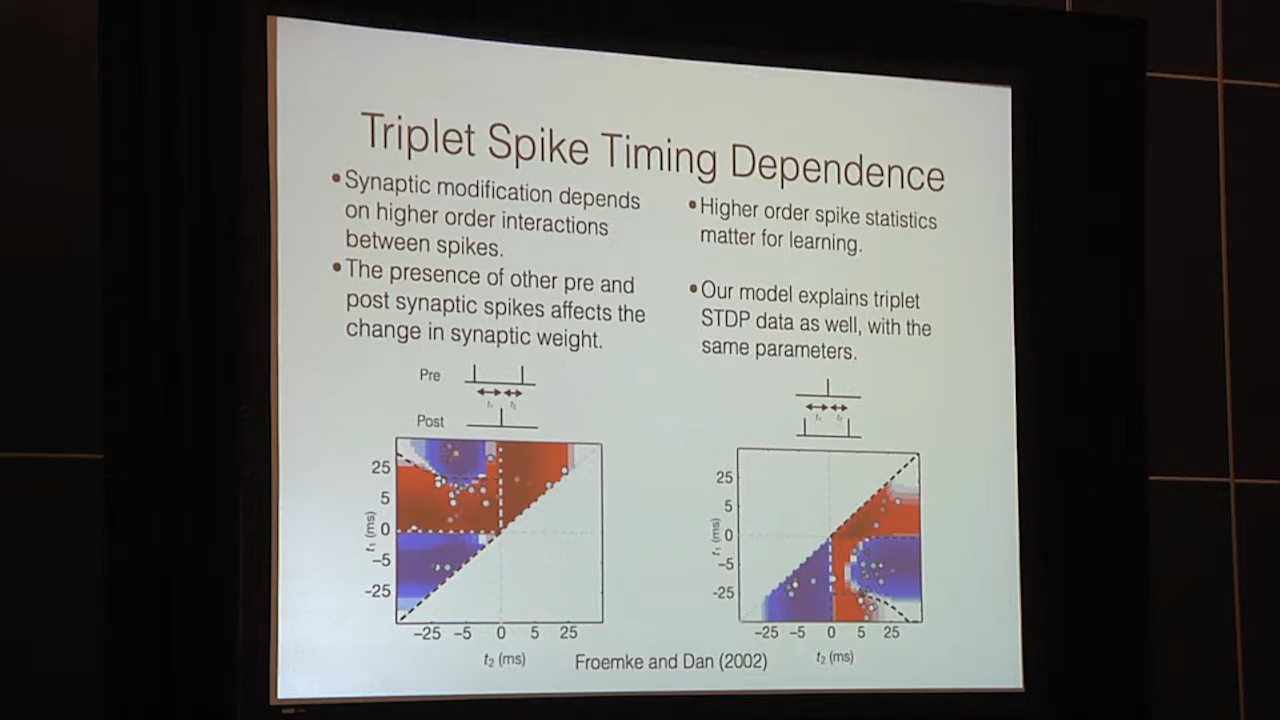 Triplet Spike Timing Dependence
•Synaptic modification depends
on higher order interactions
between spikes.
•The presence of other pre and
post synaptic spikes affects the
change in synaptic weight.
•Higher order spike statistics
matter for learning.
•Our model explains triplet
STDP data as well, with the
same parameters.
Pre
t₁ t₂
Post
25
5
0
−5
-25
t₁ (ms)
−25 −5 0 5 25
t₂ (ms)
t₁ t₂
25
5
0
−5
-25
t₁ (ms)
−25 −5 0 5 25
t₂ (ms)
Froemke and Dan (2002)